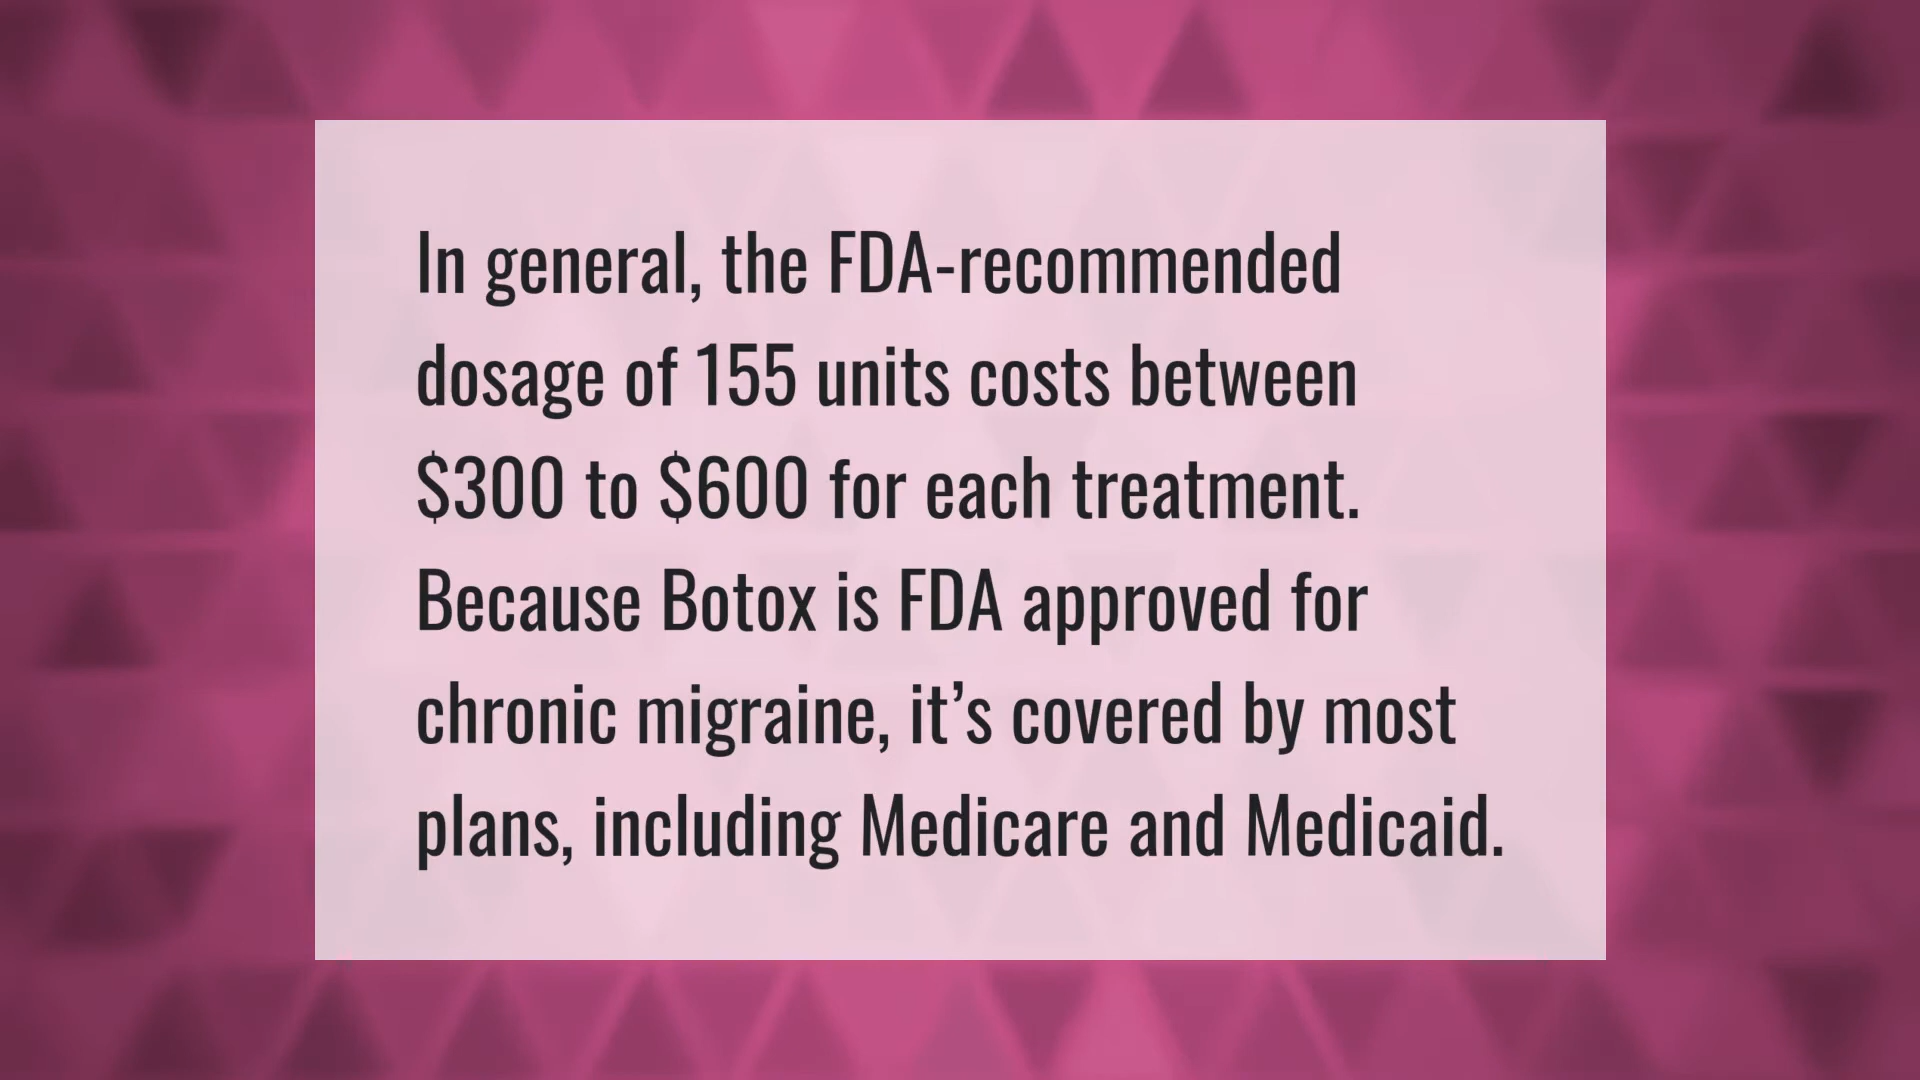 In general, the FDA-recommended
dosage of 155 units costs between
$300 to $600 for each treatment.
Because Botox is FDA approved for
chronic migraine, it’s covered by most
plans, including Medicare and Medicaid.